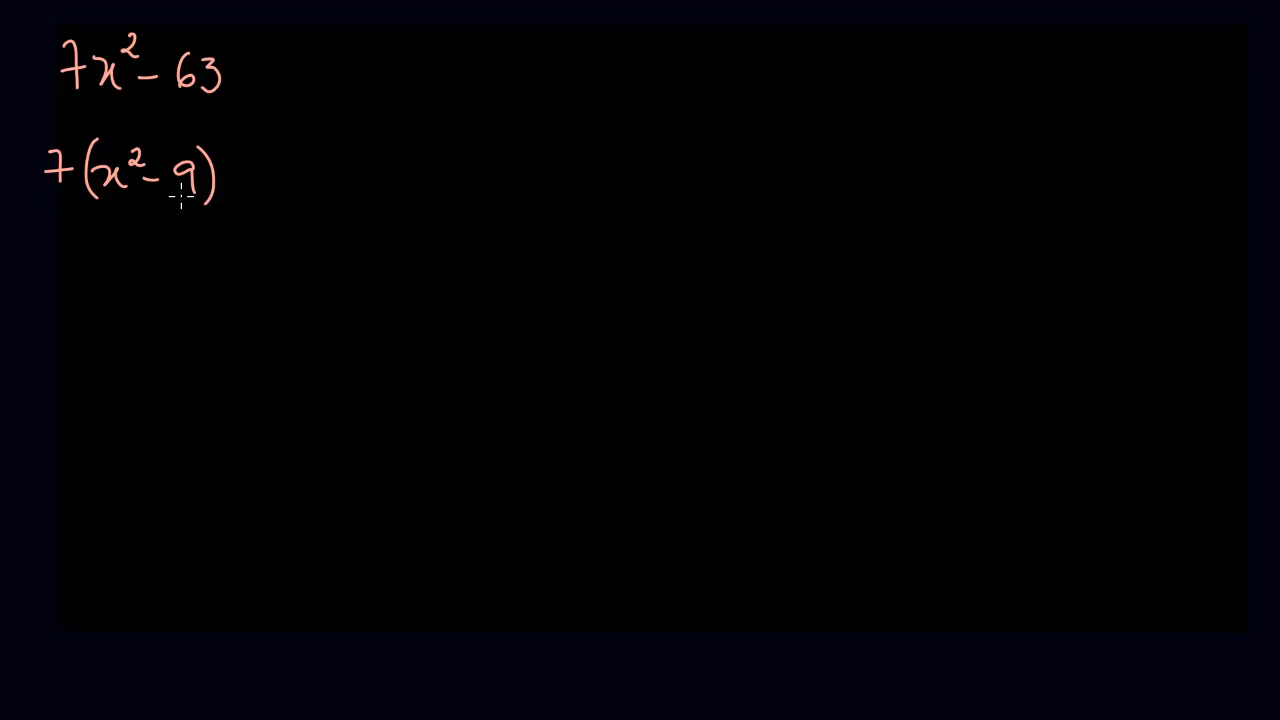 7x² - 63
7(x² - 9)